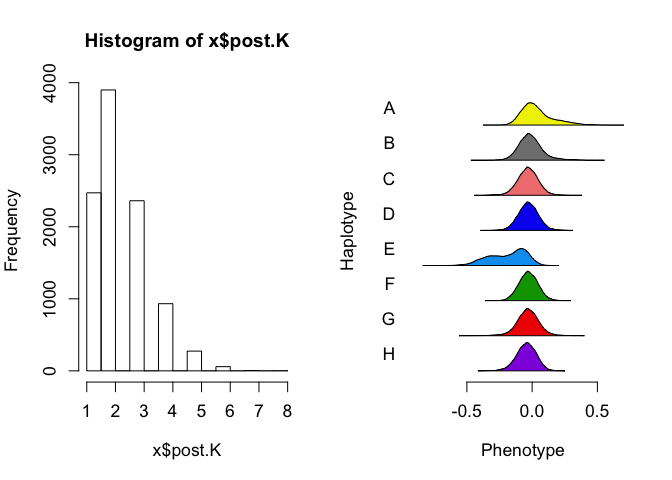 Histogram of x$post.K
Frequency
4000
3000
2000
1000
0
1 2 3 4 5 6 7 8
x$post.K
Haplotype
A
B
C
D
E
F
G
H
-0.5 0.0 0.5
Phenotype